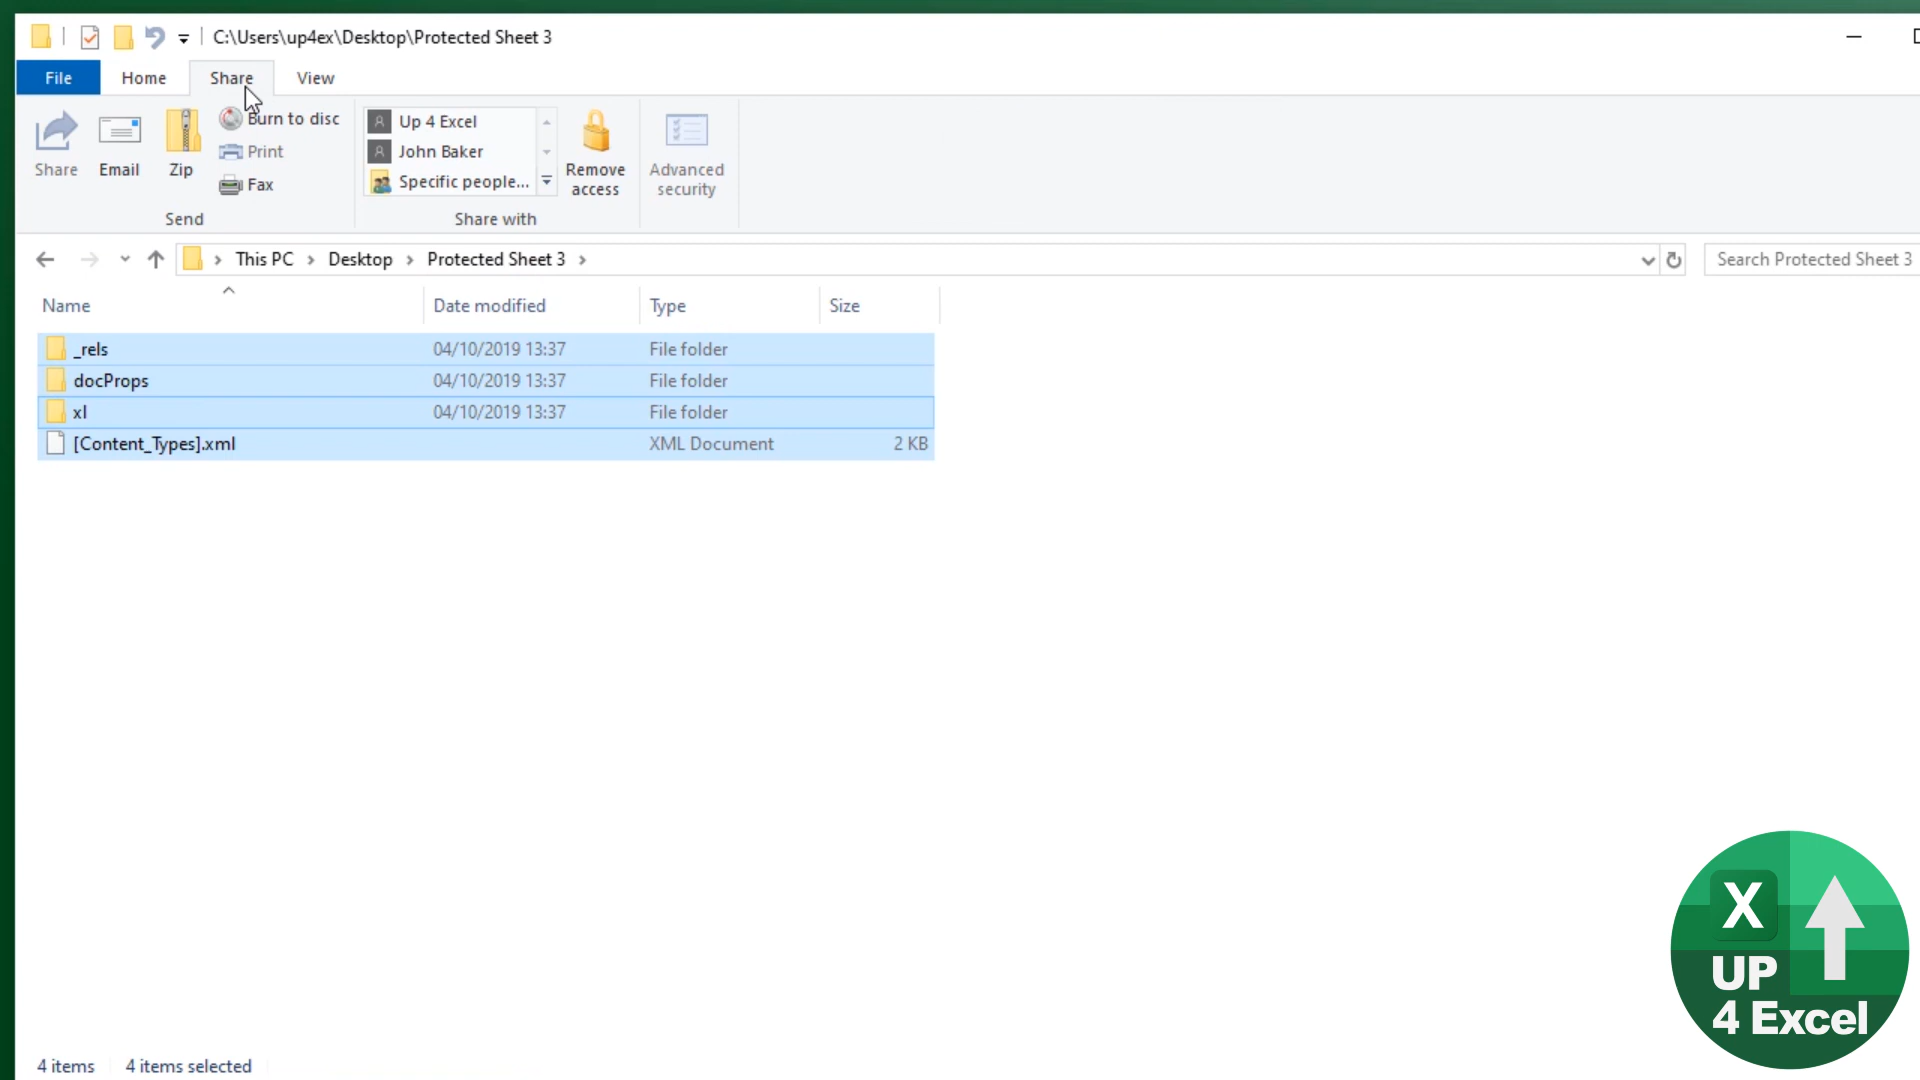 C:\Users\up4ex\Desktop\Protected Sheet 3
File Home Share View
Share Email Zip Burn to disc Print Fax
Send
Up 4 Excel
John Baker
Specific people...
Share with
Remove access
Advanced security
This PC > Desktop > Protected Sheet 3 >
Search Protected Sheet 3
Name Date modified Type Size
_rels 04/10/2019 13:37 File folder
docProps 04/10/2019 13:37 File folder
xl 04/10/2019 13:37 File folder
[Content_Types].xml XML Document 2 KB
X
UP
4 Excel
4 items 4 items selected